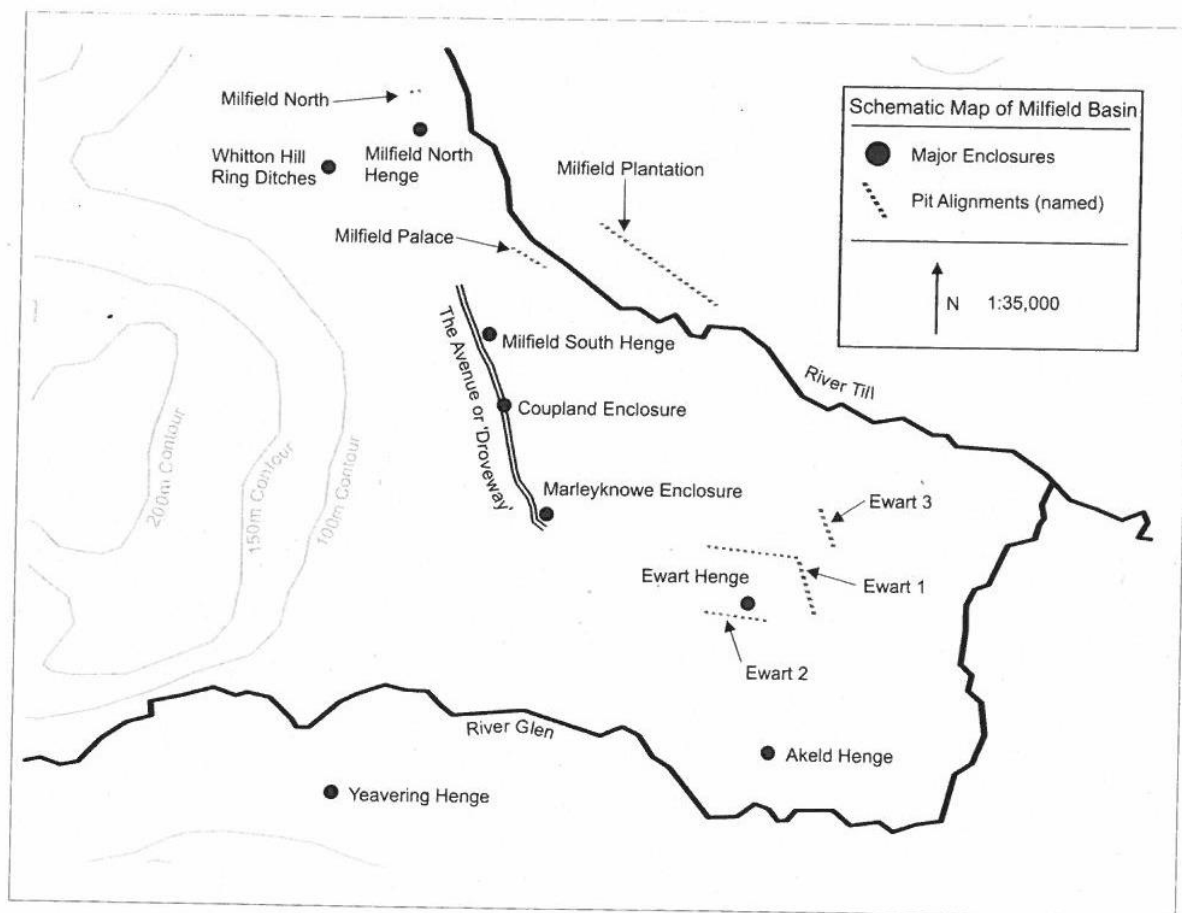 Milfield North
Whitton Hill
Ring Ditches
Milfield North
Henge
Milfield Plantation
Milfield Palace
Schematic Map of Milfield Basin
Major Enclosures
Pit Alignments (named)
N 1:35,000
The Avenue or 'Droveway'
Milfield South Henge
Coupland Enclosure
Marleyknowe Enclosure
River Till
200m Contour
150m Contour
100m Contour
Ewart 3
Ewart Henge
Ewart 1
Ewart 2
River Glen
Akeld Henge
Yeavering Henge